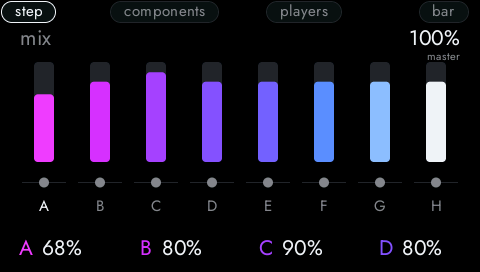 step components players bar
mix 100%
master
A B C D E F G H
A 68% B 80% C 90% D 80%